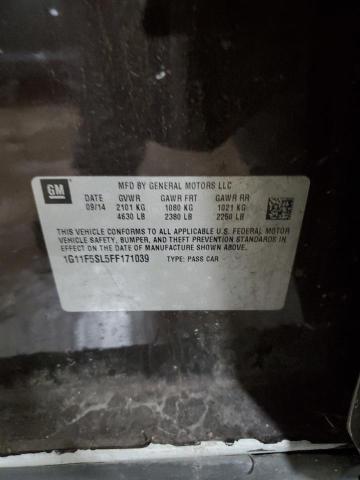 GM
MFD BY GENERAL MOTORS LLC
DATE GVWR GAWR FRT GAWR RR
09/14 2101 KG 1080 KG 1021 KG
4630 LB 2380 LB 2250 LB
THIS VEHICLE CONFORMS TO ALL APPLICABLE U.S. FEDERAL MOTOR
VEHICLE SAFETY, BUMPER, AND THEFT PREVENTION STANDARDS IN
EFFECT ON THE DATE OF MANUFACTURE SHOWN ABOVE.
1G11F5SL5FF171039 TYPE: PASS CAR